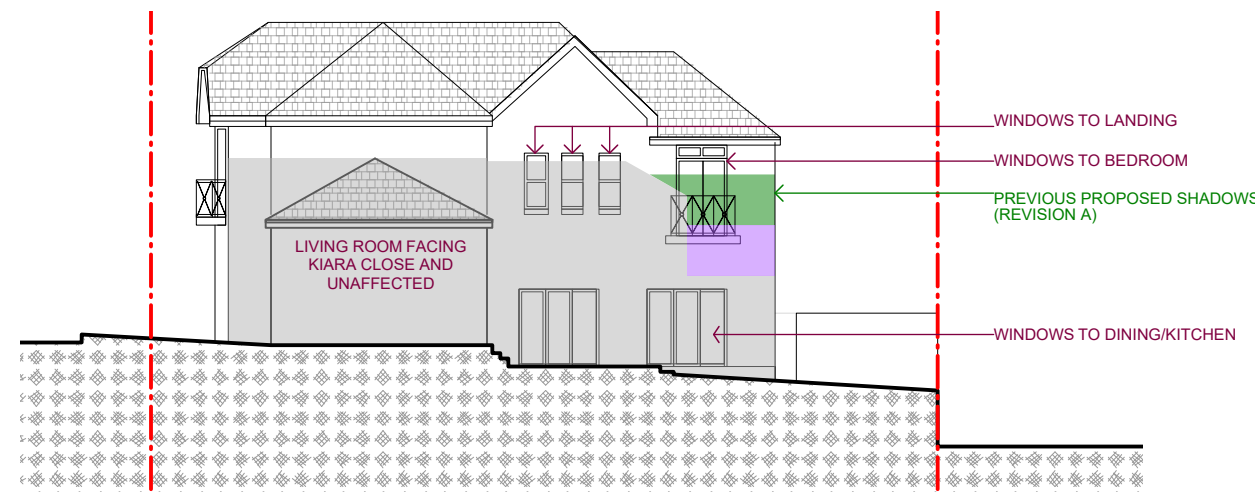 WINDOWS TO LANDING
WINDOWS TO BEDROOM
PREVIOUS PROPOSED SHADOWS
(REVISION A)
LIVING ROOM FACING
KIARA CLOSE AND
UNAFFECTED
WINDOWS TO DINING/KITCHEN